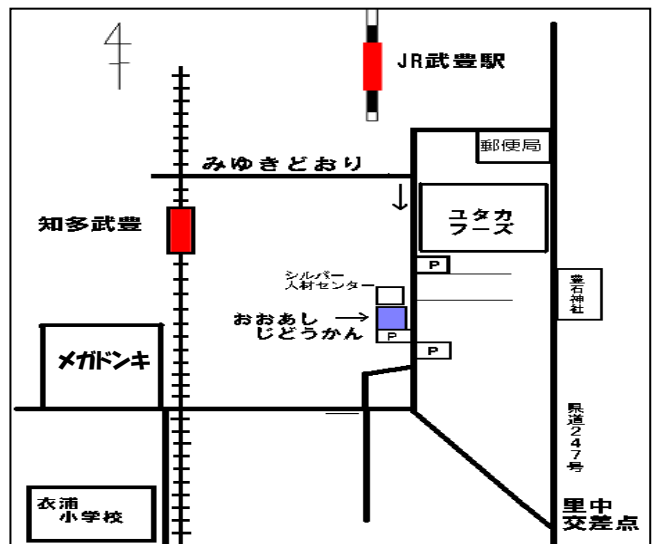 JR武豊駅
郵便局
みゆきどおり
知多武豊
ユタカ
フーズ
P
シルバー
人材センター
豊石神社
おおあし
じどうかん
P
P
メガドンキ
県道247号
衣浦
小学校
里中
交差点